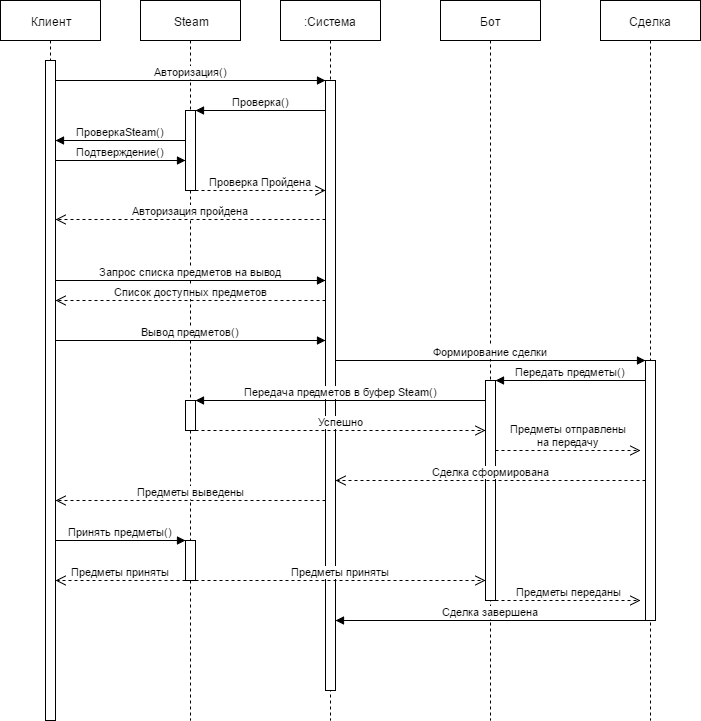 Клиент
Steam
:Система
Бот
Сделка
Авторизация()
Проверка()
ПроверкаSteam()
Подтверждение()
Проверка Пройдена
Авторизация пройдена
Запрос списка предметов на вывод
Список доступных предметов
Вывод предметов()
Формирование сделки
Передать предметы()
Передача предметов в буфер Steam()
Успешно
Предметы отправлены
на передачу
Сделка сформирована
Предметы выведены
Принять предметы()
Предметы приняты
Предметы приняты
Предметы переданы
Сделка завершена